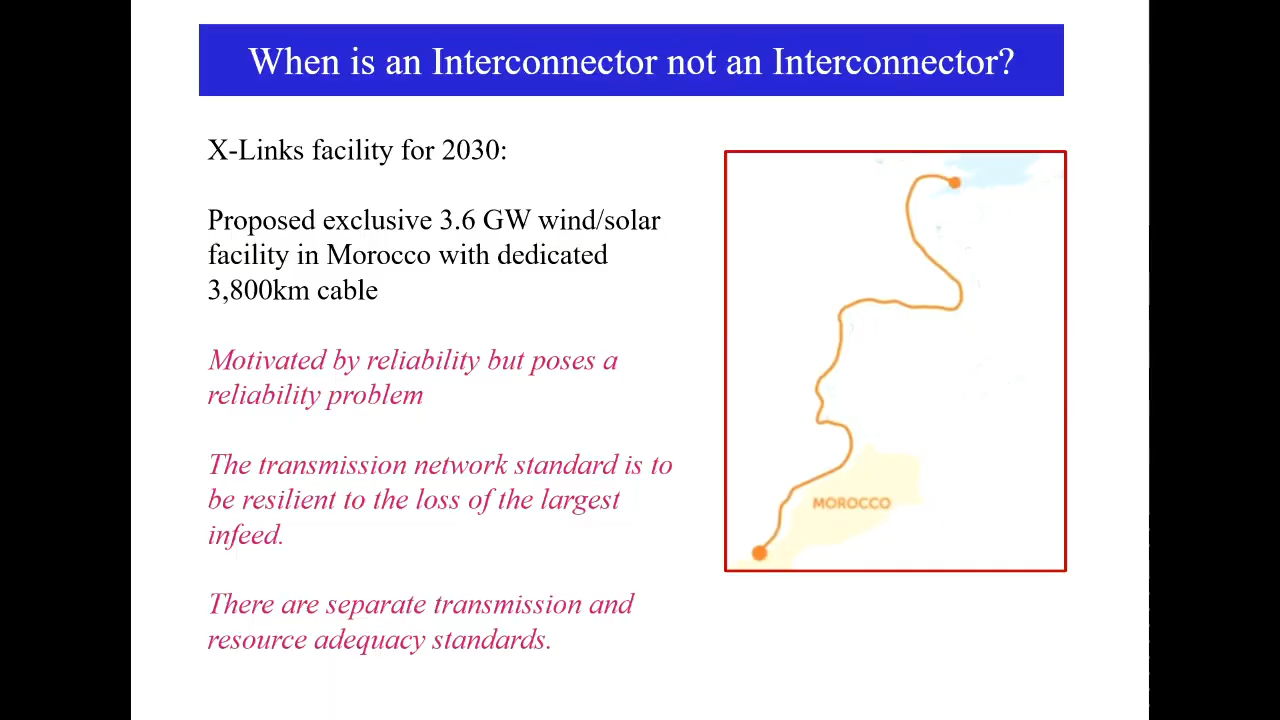 When is an Interconnector not an Interconnector?
X-Links facility for 2030:
Proposed exclusive 3.6 GW wind/solar
facility in Morocco with dedicated
3,800km cable
Motivated by reliability but poses a
reliability problem
The transmission network standard is to
be resilient to the loss of the largest
infeed.
There are separate transmission and
resource adequacy standards.
MOROCCO